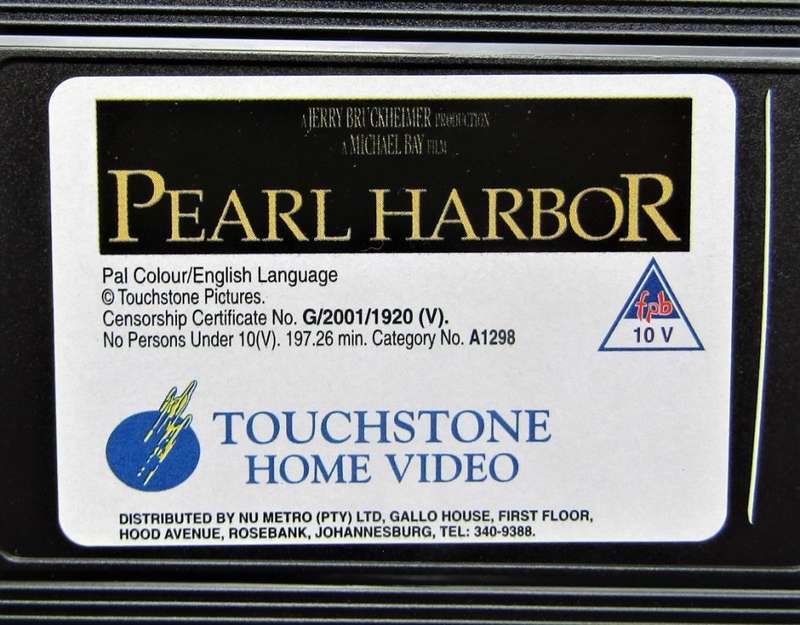 A JERRY BRUCKHEIMER PRODUCTION
A MICHAEL BAY FILM
PEARL HARBOR
Pal Colour/English Language
© Touchstone Pictures.
Censorship Certificate No. G/2001/1920 (V).
No Persons Under 10(V). 197.26 min. Category No. A1298
fpb
10 V
TOUCHSTONE
HOME VIDEO
DISTRIBUTED BY NU METRO (PTY) LTD, GALLO HOUSE, FIRST FLOOR,
HOOD AVENUE, ROSEBANK, JOHANNESBURG, TEL: 340-9388.